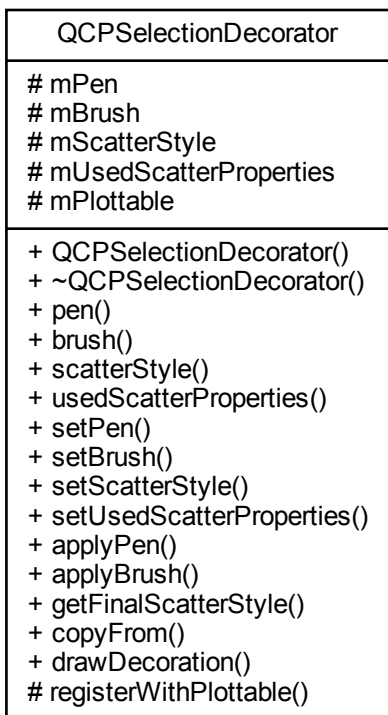 QCPSelectionDecorator
# mPen
# mBrush
# mScatterStyle
# mUsedScatterProperties
# mPlottable
+ QCPSelectionDecorator()
+ ~QCPSelectionDecorator()
+ pen()
+ brush()
+ scatterStyle()
+ usedScatterProperties()
+ setPen()
+ setBrush()
+ setScatterStyle()
+ setUsedScatterProperties()
+ applyPen()
+ applyBrush()
+ getFinalScatterStyle()
+ copyFrom()
+ drawDecoration()
# registerWithPlottable()